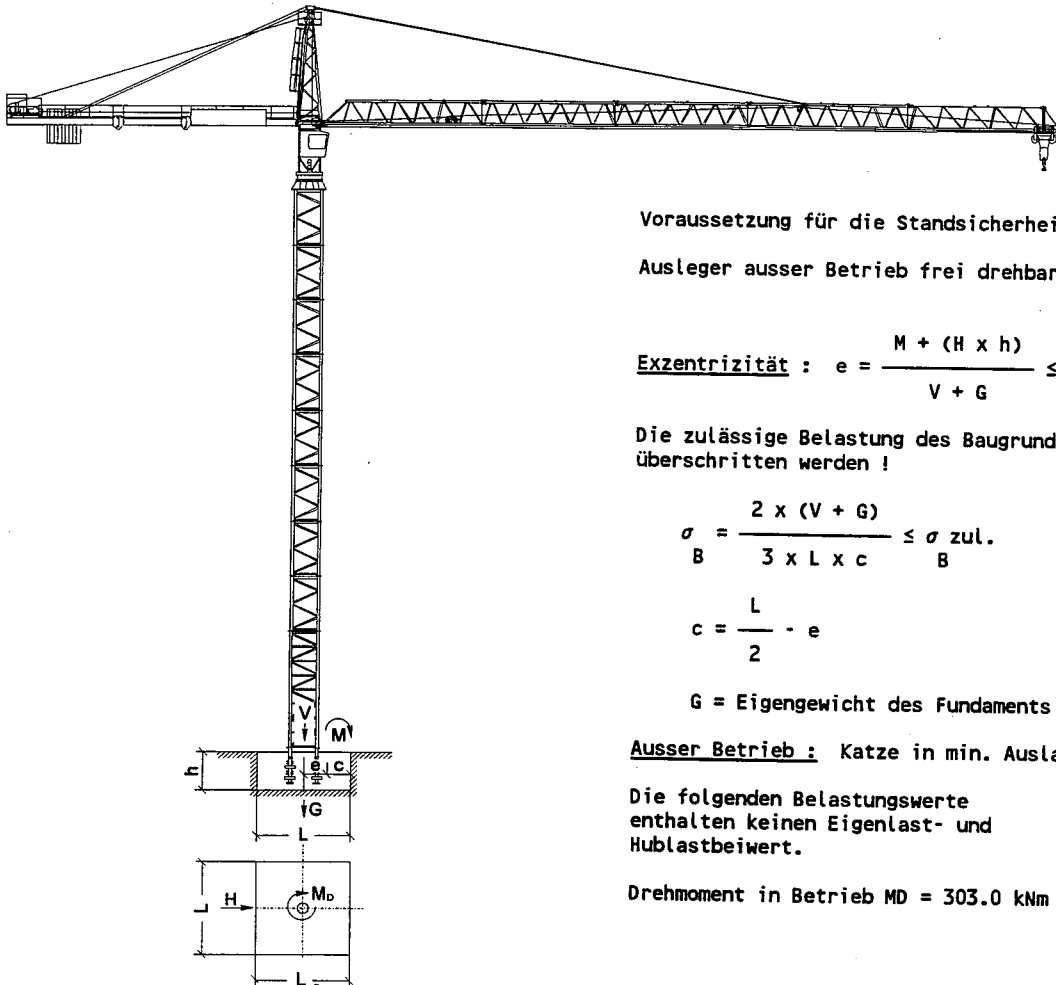 Voraussetzung für die Standsicherhei
Ausleger ausser Betrieb frei drehbar
Exzentrizität : e = M + (H x h) / V + G ≤
Die zulässige Belastung des Baugrund
überschritten werden !
σ B = 2 x (V + G) / 3 x L x c ≤ σ B zul.
c = L / 2 - e
G = Eigengewicht des Fundaments
Ausser Betrieb : Katze in min. Ausla
Die folgenden Belastungswerte
enthalten keinen Eigenlast- und
Hublastbeiwert.
Drehmoment in Betrieb MD = 303.0 kNm
V
M
h
e c
G
L
L
H
MD
L